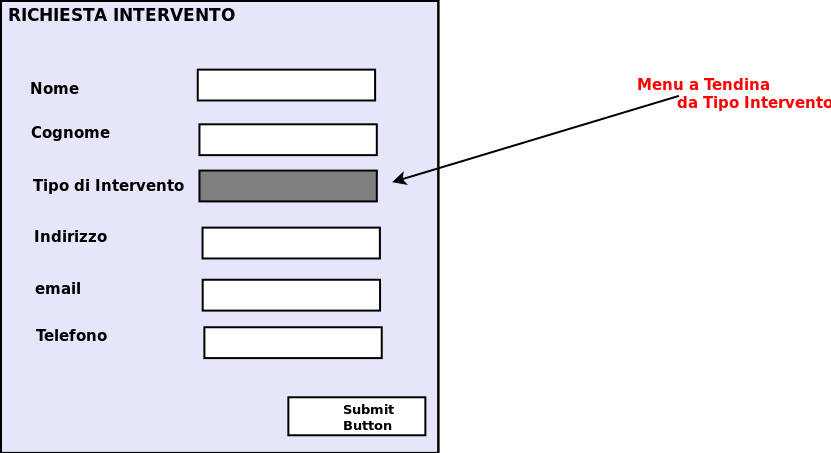 RICHIESTA INTERVENTO
Nome
Menu a Tendina
da Tipo Intervento
Cognome
Tipo di Intervento
Indirizzo
email
Telefono
Submit
Button